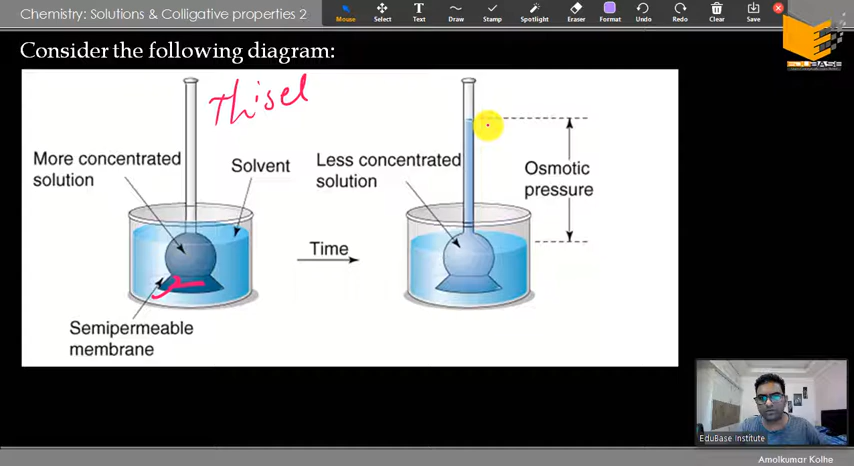 Chemistry: Solutions & Colligative properties 2
Mouse
Select
Text
Draw
Stamp
Spotlight
Eraser
Format
Undo
Redo
Clear
Save
EDUBASE
Consider the following diagram:
Thisel
More concentrated
solution
Solvent
Less concentrated
solution
Osmotic
pressure
Time
Semipermeable
membrane
EduBase Institute
Amolkumar Kolhe